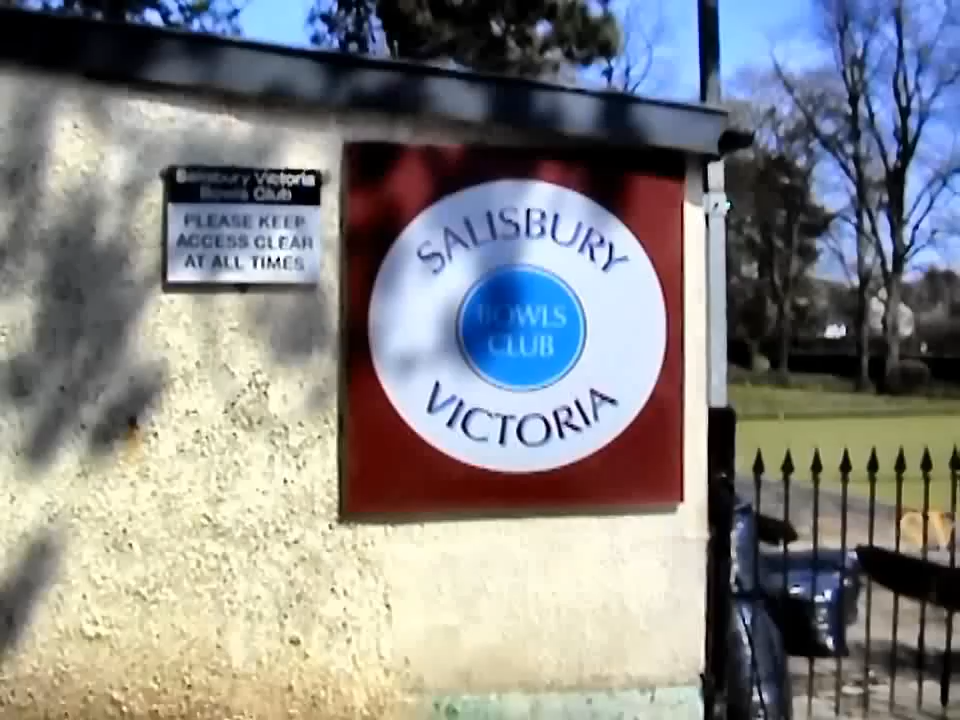 Salisbury Victoria
Bowls Club
PLEASE KEEP
ACCESS CLEAR
AT ALL TIMES
SALISBURY
BOWLS
CLUB
VICTORIA